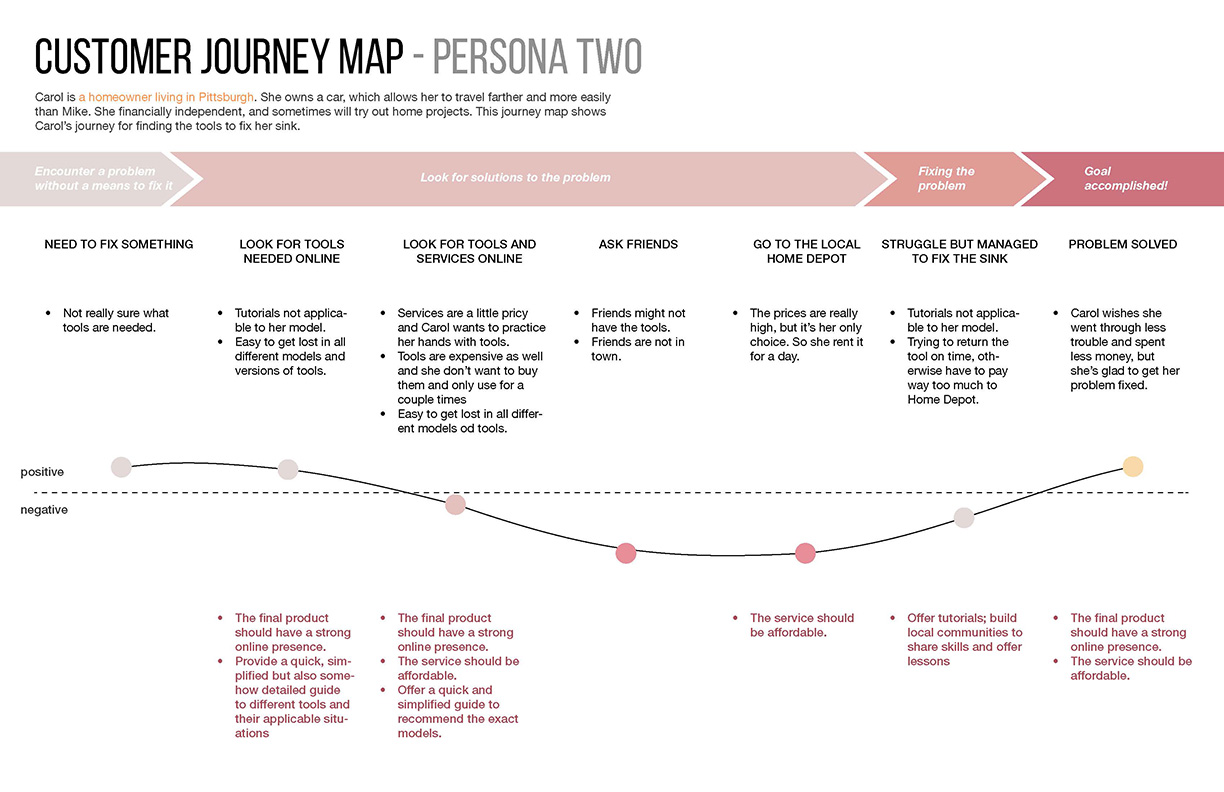 CUSTOMER JOURNEY MAP - PERSONA TWO
Carol is a homeowner living in Pittsburgh. She owns a car, which allows her to travel farther and more easily
than Mike. She financially independent, and sometimes will try out home projects. This journey map shows
Carol's journey for finding the tools to fix her sink.
Encounter a problem
without a means to fix it
Look for solutions to the problem
Fixing the
problem
Goal
accomplished!
NEED TO FIX SOMETHING
LOOK FOR TOOLS
NEEDED ONLINE
LOOK FOR TOOLS AND
SERVICES ONLINE
ASK FRIENDS
GO TO THE LOCAL
HOME DEPOT
STRUGGLE BUT MANAGED
TO FIX THE SINK
PROBLEM SOLVED
• Not really sure what
tools are needed.
• Tutorials not applica-
ble to her model.
• Easy to get lost in all
different models and
versions of tools.
• Services are a little pricy
and Carol wants to practice
her hands with tools.
• Tools are expensive as well
and she don't want to buy
them and only use for a
couple times
• Easy to get lost in all differ-
ent models od tools.
• Friends might not
have the tools.
• Friends are not in
town.
• The prices are really
high, but it's her only
choice. So she rent it
for a day.
• Tutorials not applica-
ble to her model.
• Trying to return the
tool on time, oth-
erwise have to pay
way too much to
Home Depot.
• Carol wishes she
went through less
trouble and spent
less money, but
she's glad to get her
problem fixed.
positive
negative
• The final product
should have a strong
online presence.
• Provide a quick, sim-
plified but also some-
how detailed guide
to different tools and
their applicable situ-
ations
• The final product
should have a strong
online presence.
• The service should be
affordable.
• Offer a quick and
simplified guide to
recommend the exact
models.
• The service should
be affordable.
• Offer tutorials; build
local communities to
share skills and offer
lessons
• The final product
should have a strong
online presence.
• The service should be
affordable.